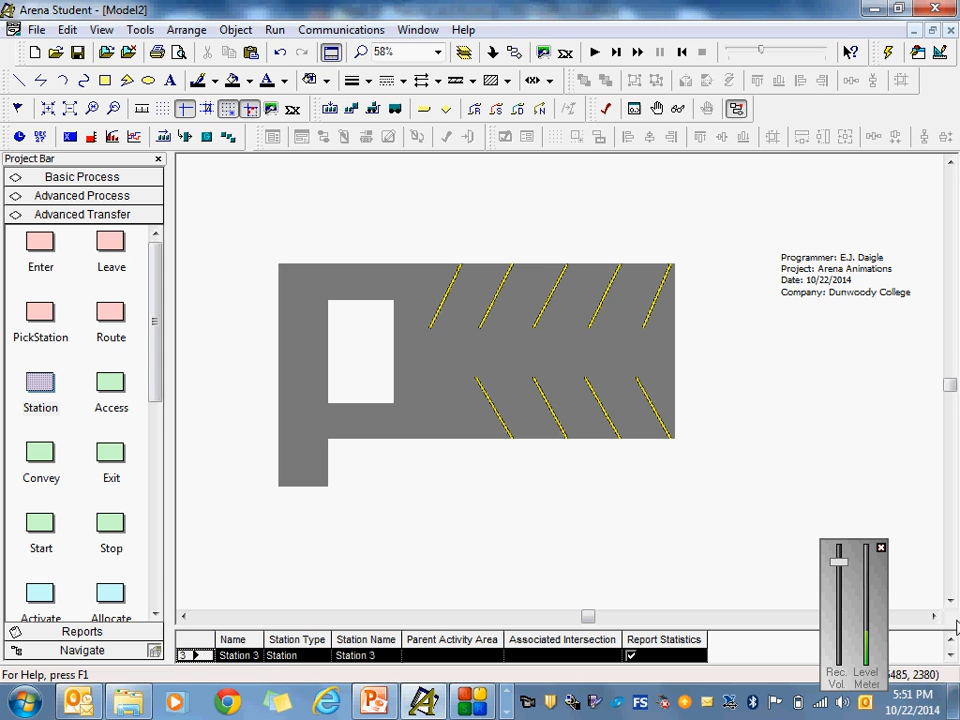 Arena Student - [Model2]
File Edit View Tools Arrange Object Run Communications Window Help
58%
Project Bar
Basic Process
Advanced Process
Advanced Transfer
Enter Leave
PickStation Route
Station Access
Convey Exit
Start Stop
Activate Allocate
Reports
Navigate
Programmer: E.J. Daigle
Project: Arena Animations
Date: 10/22/2014
Company: Dunwoody College
Name Station Type Station Name Parent Activity Area Associated Intersection Report Statistics
3 Station 3 Station Station 3
Rec. Level
Vol. Meter
For Help, press F1
5485, 2380)
5:51 PM
10/22/2014